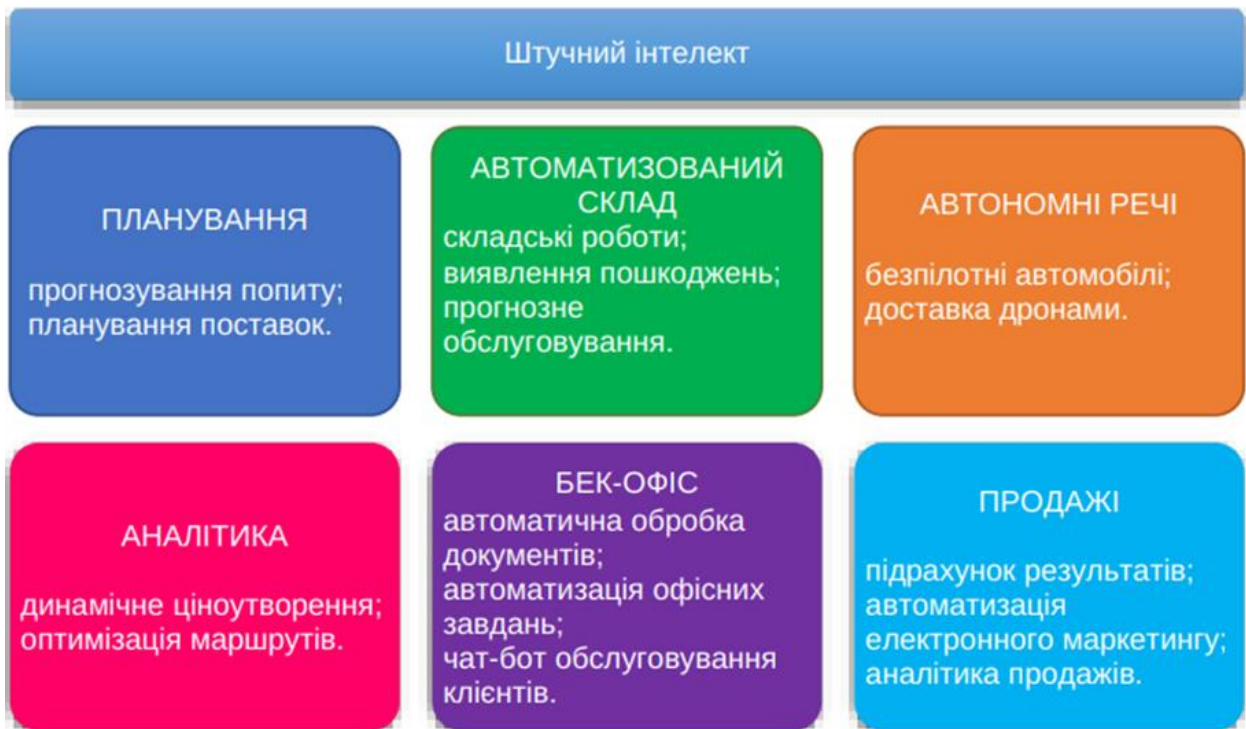 Штучний інтелект
ПЛАНУВАННЯ
прогнозування попиту;
планування поставок.
АВТОМАТИЗОВАНИЙ
СКЛАД
складські роботи;
виявлення пошкоджень;
прогнозне
обслуговування.
АВТОНОМНІ РЕЧІ
безпілотні автомобілі;
доставка дронами.
АНАЛІТИКА
динамічне ціноутворення;
оптимізація маршрутів.
БЕК-ОФІС
автоматична обробка
документів;
автоматизація офісних
завдань;
чат-бот обслуговування
клієнтів.
ПРОДАЖІ
підрахунок результатів;
автоматизація
електронного маркетингу;
аналітика продажів.